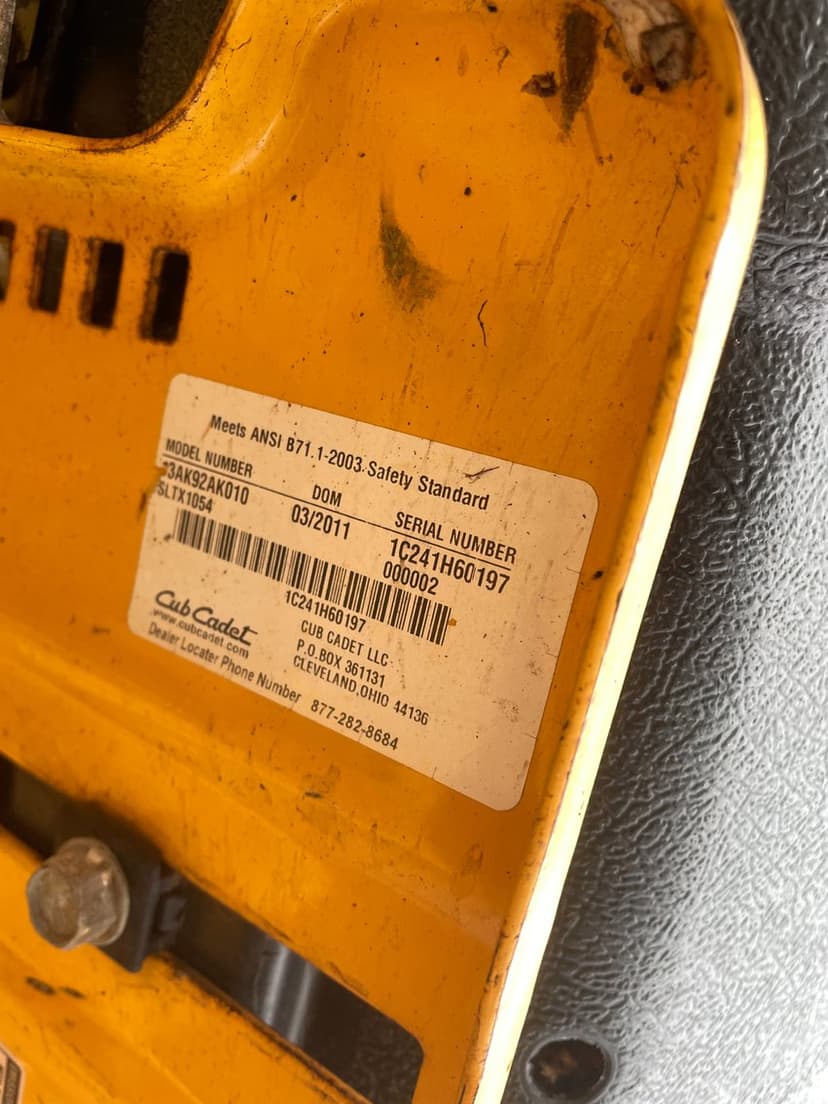 Meets ANSI B71.1-2003 Safety Standard
MODEL NUMBER DOM SERIAL NUMBER
3AK92AK010 03/2011 1C241H60197
SLTX1054 000002
1C241H60197
Cub Cadet
www.cubcadet.com
CUB CADET LLC
P.O.BOX 361131
CLEVELAND,OHIO 44136
Dealer Locater Phone Number 877-282-8684